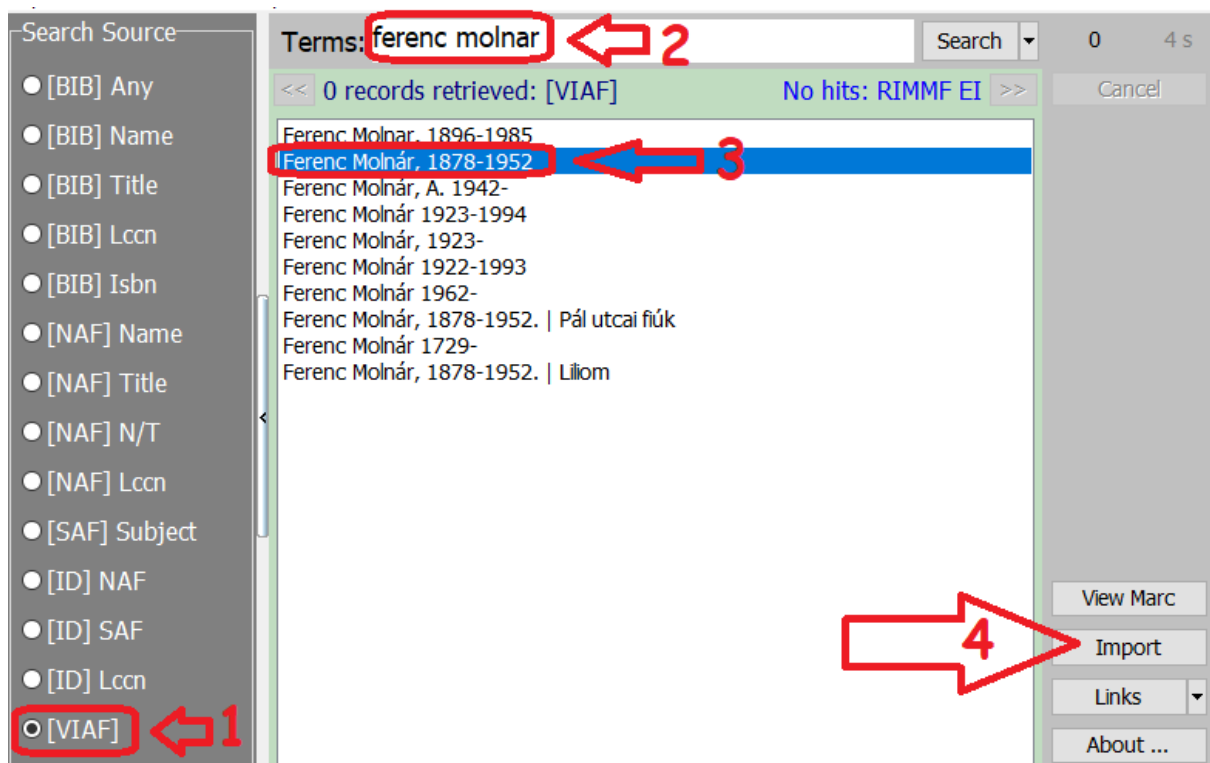 Search Source
[BIB] Any
[BIB] Name
[BIB] Title
[BIB] Lccn
[BIB] Isbn
[NAF] Name
[NAF] Title
[NAF] N/T
[NAF] Lccn
[SAF] Subject
[ID] NAF
[ID] SAF
[ID] Lccn
[VIAF] 1
Terms: ferenc molnar 2 Search 0 4 s
<< 0 records retrieved: [VIAF] No hits: RIMMF EI >> Cancel
Ferenc Molnar, 1896-1985
Ferenc Molnár, 1878-1952 3
Ferenc Molnár, A. 1942-
Ferenc Molnár 1923-1994
Ferenc Molnár, 1923-
Ferenc Molnár 1922-1993
Ferenc Molnár 1962-
Ferenc Molnár, 1878-1952. | Pál utcai fiúk
Ferenc Molnár 1729-
Ferenc Molnár, 1878-1952. | Liliom
View Marc
4 Import
Links
About ...